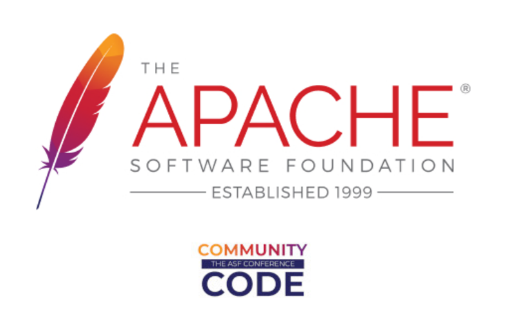 THE
APACHE®
SOFTWARE FOUNDATION
ESTABLISHED 1999
COMMUNITY
THE ASF CONFERENCE
CODE